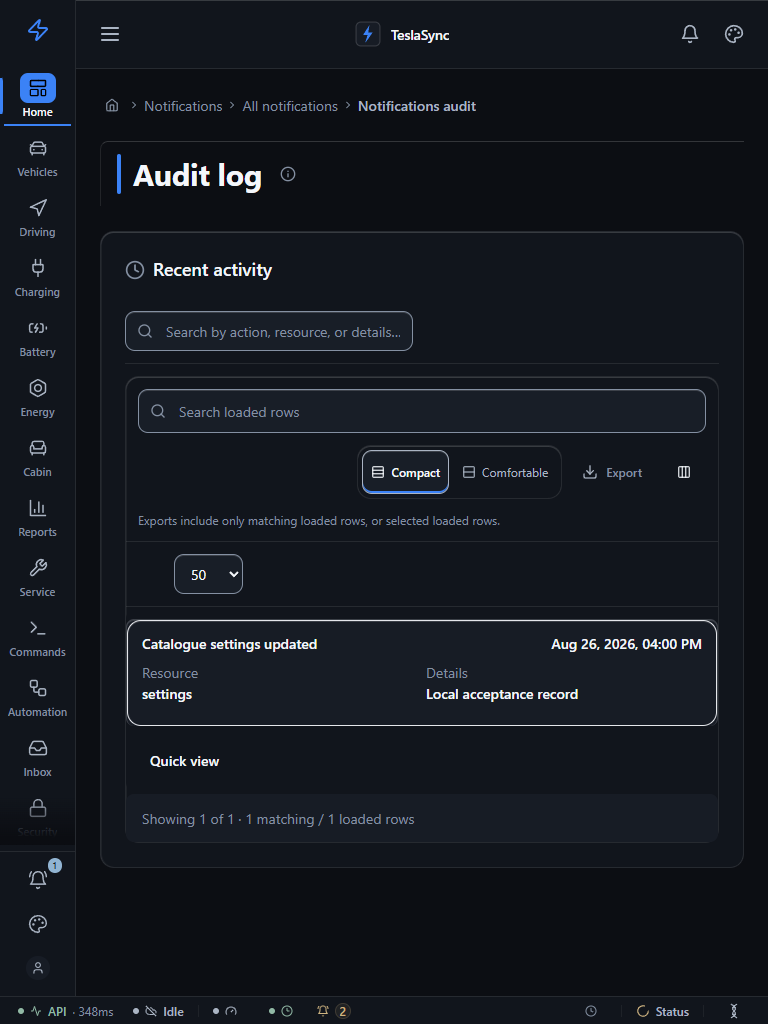 TeslaSync
Home
Vehicles
Driving
Charging
Battery
Energy
Cabin
Reports
Service
Commands
Automation
Inbox
Security
1
Notifications
All notifications
Notifications audit
Audit log
Recent activity
Search by action, resource, or details...
Search loaded rows
Compact
Comfortable
Export
Exports include only matching loaded rows, or selected loaded rows.
50
Catalogue settings updated
Aug 26, 2026, 04:00 PM
Resource
Details
settings
Local acceptance record
Quick view
Showing 1 of 1 · 1 matching / 1 loaded rows
API · 348ms
Idle
2
Status